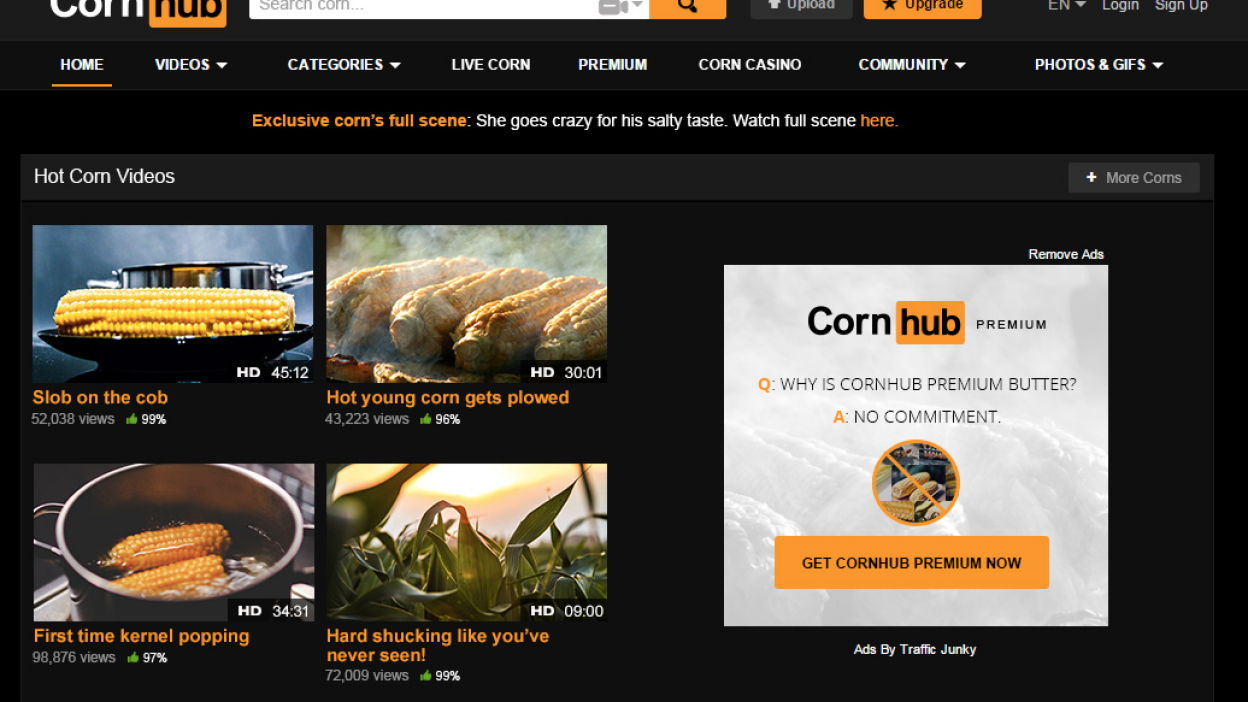 Corn hub
Search corn...
Upload
Upgrade
EN
Login
Sign Up
HOME
VIDEOS
CATEGORIES
LIVE CORN
PREMIUM
CORN CASINO
COMMUNITY
PHOTOS & GIFS
Exclusive corn’s full scene: She goes crazy for his salty taste. Watch full scene here.
Hot Corn Videos
+ More Corns
HD 45:12
Slob on the cob
52,038 views 99%
HD 30:01
Hot young corn gets plowed
43,223 views 96%
HD 34:31
First time kernel popping
98,876 views 97%
HD 09:00
Hard shucking like you’ve
never seen!
72,009 views 99%
Remove Ads
Corn hub PREMIUM
Q: WHY IS CORNHUB PREMIUM BUTTER?
A: NO COMMITMENT.
GET CORNHUB PREMIUM NOW
Ads By Traffic Junky